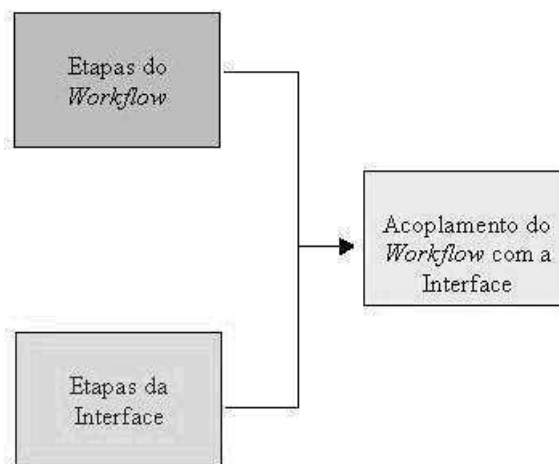 Etapas do
Workflow
Acoplamento do
Workflow com a
Interface
Etapas da
Interface